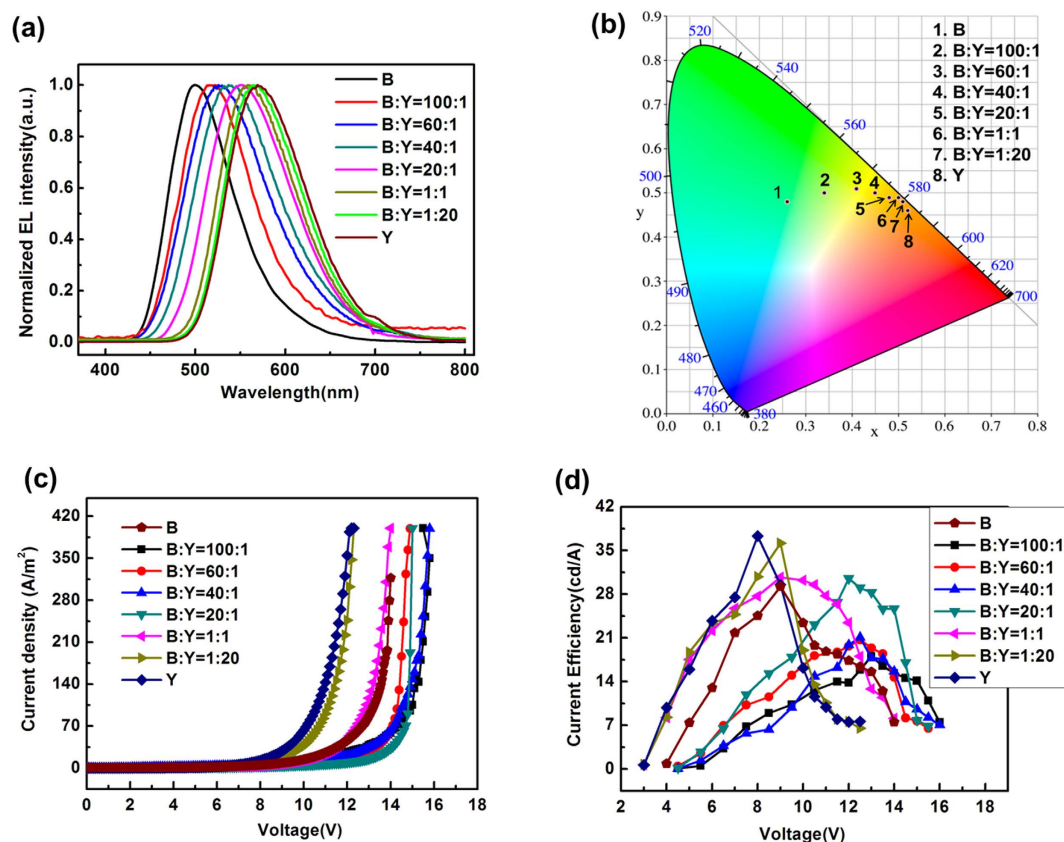 (a)
Normalized EL intensity(a.u.)
1.0
0.8
0.6
0.4
0.2
0.0
400 500 600 700 800
Wavelength(nm)
B
B:Y=100:1
B:Y=60:1
B:Y=40:1
B:Y=20:1
B:Y=1:1
B:Y=1:20
Y
(b)
0.9
0.8
0.7
0.6
0.5
y
0.4
0.3
0.2
0.1
0.0
0.0 0.1 0.2 0.3 0.4 0.5 0.6 0.7 0.8
x
520
540
560
500
580
600
490
620
700
480
470
460
380
1 2 3 4
5 6 7 8
1. B
2. B:Y=100:1
3. B:Y=60:1
4. B:Y=40:1
5. B:Y=20:1
6. B:Y=1:1
7. B:Y=1:20
8. Y
(c)
Current density (A/m²)
420
350
280
210
140
70
0
0 2 4 6 8 10 12 14 16 18
Voltage(V)
B
B:Y=100:1
B:Y=60:1
B:Y=40:1
B:Y=20:1
B:Y=1:1
B:Y=1:20
Y
(d)
Current Efficiency(cd/A)
42
35
28
21
14
7
0
2 4 6 8 10 12 14 16 18
Voltage(V)
B
B:Y=100:1
B:Y=60:1
B:Y=40:1
B:Y=20:1
B:Y=1:1
B:Y=1:20
Y